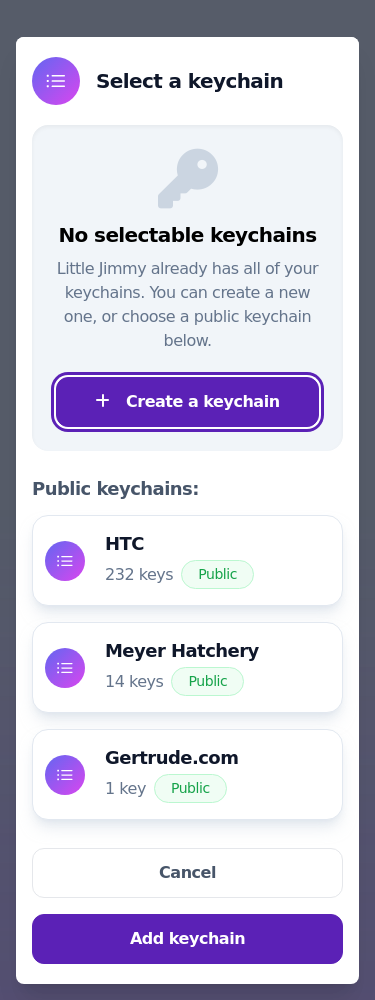 Select a keychain
No selectable keychains
Little Jimmy already has all of your
keychains. You can create a new
one, or choose a public keychain
below.
Create a keychain
Public keychains:
HTC
232 keys Public
Meyer Hatchery
14 keys Public
Gertrude.com
1 key Public
Cancel
Add keychain